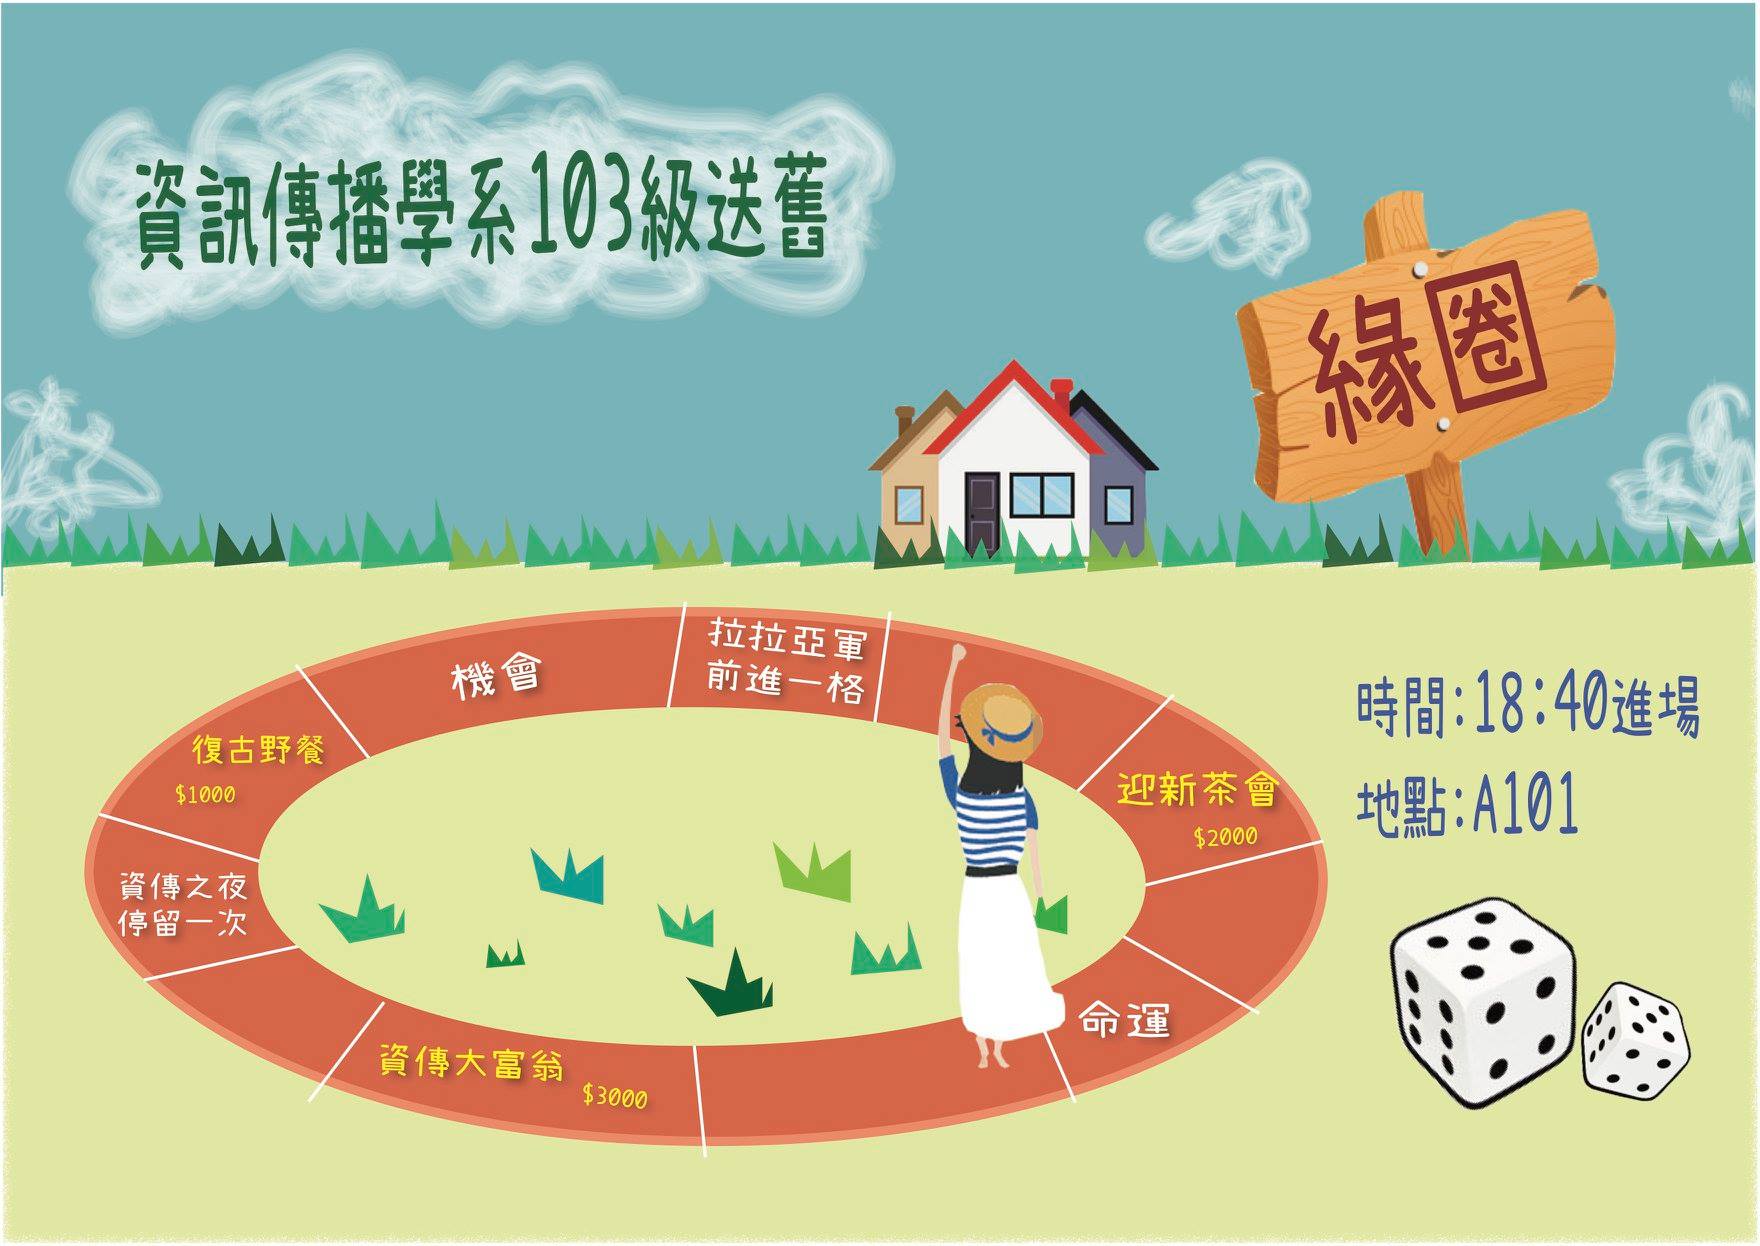 資訊傳播學系103級送舊
緣圈
拉拉亞軍
前進一格
機會
復古野餐
$1000
迎新茶會
$2000
資傳之夜
停留一次
命運
資傳大富翁
$3000
時間:18:40進場
地點:A101